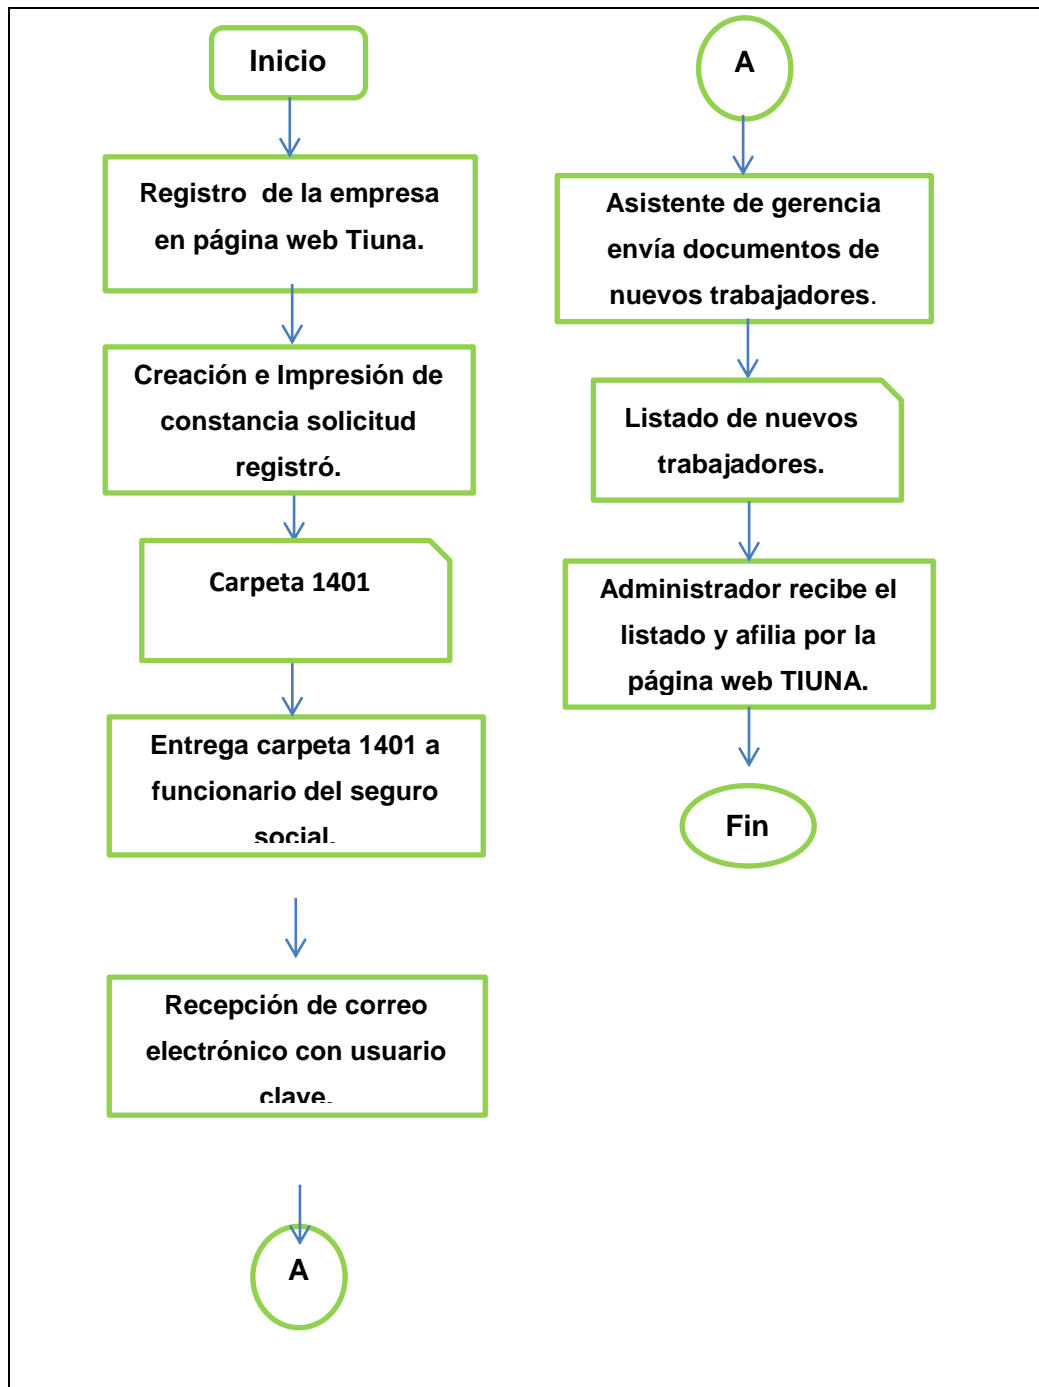 Inicio
Registro de la empresa
en página web Tiuna.
Creación e Impresión de
constancia solicitud
registró.
Carpeta 1401
Entrega carpeta 1401 a
funcionario del seguro
social.
Recepción de correo
electrónico con usuario
clave.
A
A
Asistente de gerencia
envía documentos de
nuevos trabajadores.
Listado de nuevos
trabajadores.
Administrador recibe el
listado y afilia por la
página web TIUNA.
Fin